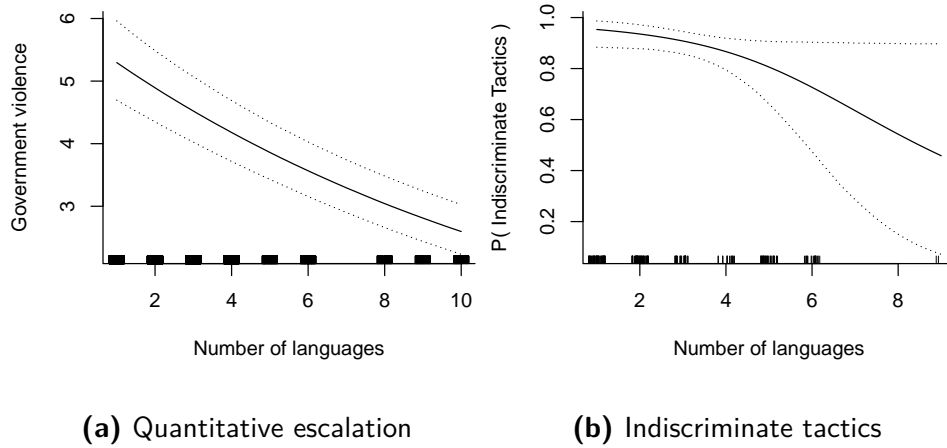 Government violence
6
5
4
3
2 4 6 8 10
Number of languages
P( Indiscriminate Tactics )
1.0
0.8
0.6
0.4
0.2
2 4 6 8
Number of languages
(a) Quantitative escalation
(b) Indiscriminate tactics